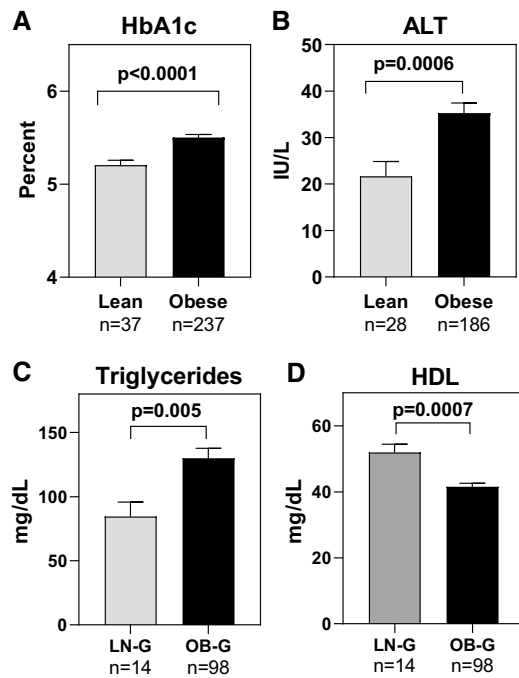 A
HbA1c
Percent
6
5
4
p<0.0001
Lean
Obese
n=37
n=237
B
ALT
IU/L
50
40
30
20
10
0
p=0.0006
Lean
Obese
n=28
n=186
C
Triglycerides
mg/dL
150
100
50
0
p=0.005
LN-G
OB-G
n=14
n=98
D
HDL
mg/dL
60
40
20
0
p=0.0007
LN-G
OB-G
n=14
n=98